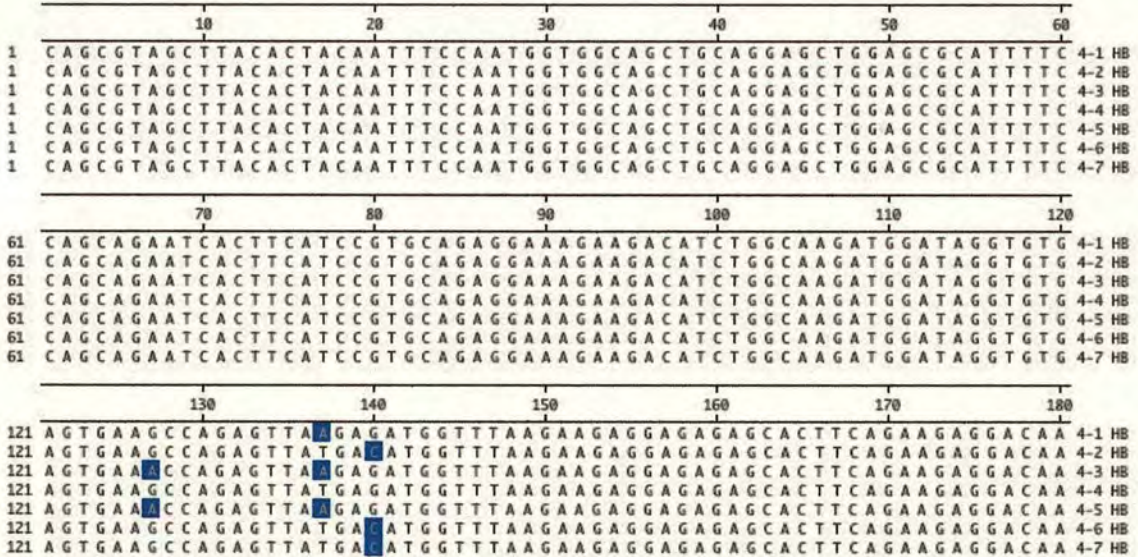 10 20 30 40 50 60
1 CAGCGTAGCTTACACTACAATTTCCAATGGTGGCAGCTGCAGGAGCTGGAGCGCATTTTC 4-1 HB
1 CAGCGTAGCTTACACTACAATTTCCAATGGTGGCAGCTGCAGGAGCTGGAGCGCATTTTC 4-2 HB
1 CAGCGTAGCTTACACTACAATTTCCAATGGTGGCAGCTGCAGGAGCTGGAGCGCATTTTC 4-3 HB
1 CAGCGTAGCTTACACTACAATTTCCAATGGTGGCAGCTGCAGGAGCTGGAGCGCATTTTC 4-4 HB
1 CAGCGTAGCTTACACTACAATTTCCAATGGTGGCAGCTGCAGGAGCTGGAGCGCATTTTC 4-5 HB
1 CAGCGTAGCTTACACTACAATTTCCAATGGTGGCAGCTGCAGGAGCTGGAGCGCATTTTC 4-6 HB
1 CAGCGTAGCTTACACTACAATTTCCAATGGTGGCAGCTGCAGGAGCTGGAGCGCATTTTC 4-7 HB
70 80 90 100 110 120
61 CAGCAGAATCACTTCATCCGTGCAGAGGAAAGAAGACATCTGGCAAGATGGATAGGTGTG 4-1 HB
61 CAGCAGAATCACTTCATCCGTGCAGAGGAAAGAAGACATCTGGCAAGATGGATAGGTGTG 4-2 HB
61 CAGCAGAATCACTTCATCCGTGCAGAGGAAAGAAGACATCTGGCAAGATGGATAGGTGTG 4-3 HB
61 CAGCAGAATCACTTCATCCGTGCAGAGGAAAGAAGACATCTGGCAAGATGGATAGGTGTG 4-4 HB
61 CAGCAGAATCACTTCATCCGTGCAGAGGAAAGAAGACATCTGGCAAGATGGATAGGTGTG 4-5 HB
61 CAGCAGAATCACTTCATCCGTGCAGAGGAAAGAAGACATCTGGCAAGATGGATAGGTGTG 4-6 HB
61 CAGCAGAATCACTTCATCCGTGCAGAGGAAAGAAGACATCTGGCAAGATGGATAGGTGTG 4-7 HB
130 140 150 160 170 180
121 AGTGAAGCCAGAGTTAAGAGATGGTTTAAGAAGAGGAGAGAGCACTTCAGAAGAGGACAA 4-1 HB
121 AGTGAAGCCAGAGTTATGACATGGTTTAAGAAGAGGAGAGAGCACTTCAGAAGAGGACAA 4-2 HB
121 AGTGAAACCAGAGTTAAGAGATGGTTTAAGAAGAGGAGAGAGCACTTCAGAAGAGGACAA 4-3 HB
121 AGTGAAGCCAGAGTTATGAGATGGTTTAAGAAGAGGAGAGAGCACTTCAGAAGAGGACAA 4-4 HB
121 AGTGAAACCAGAGTTAAGAGATGGTTTAAGAAGAGGAGAGAGCACTTCAGAAGAGGACAA 4-5 HB
121 AGTGAAGCCAGAGTTATGACATGGTTTAAGAAGAGGAGAGAGCACTTCAGAAGAGGACAA 4-6 HB
121 AGTGAAGCCAGAGTTATGACATGGTTTAAGAAGAGGAGAGAGCACTTCAGAAGAGGACAA 4-7 HB